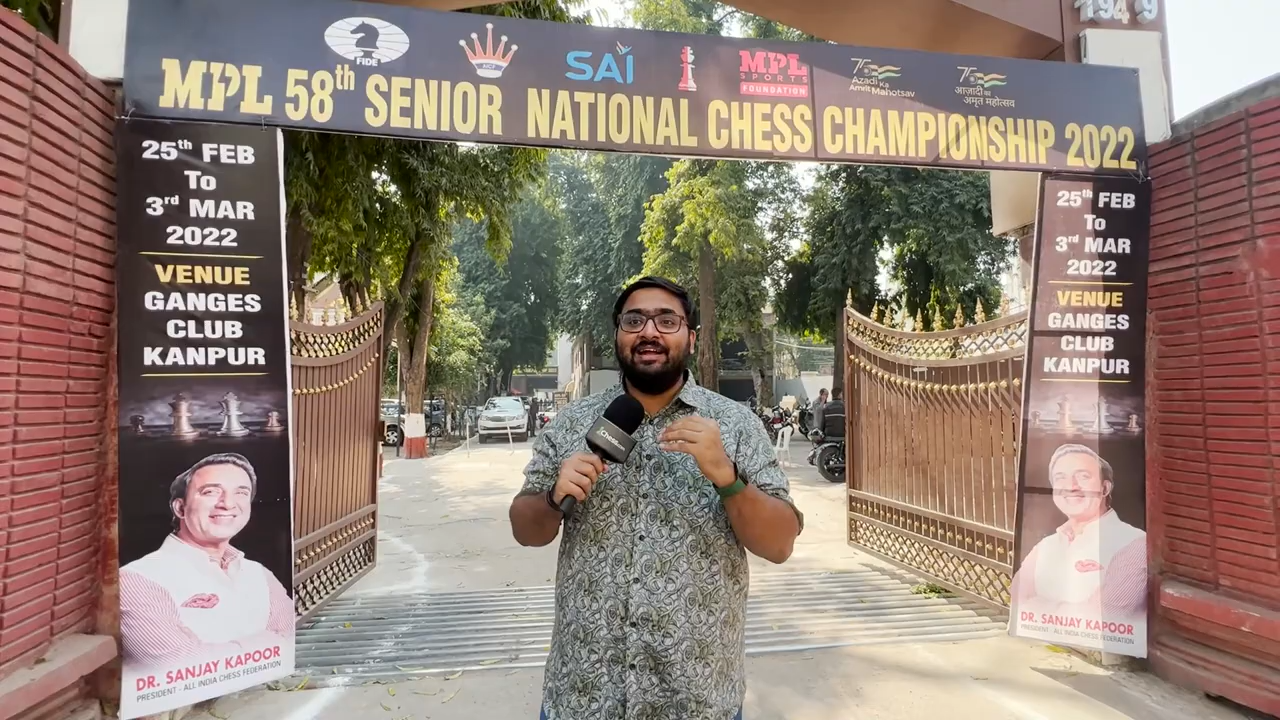 1949
FIDE
AICF
SAI
MPL
SPORTS
FOUNDATION
75
Azadi Ka
Amrit Mahotsav
75
आज़ादी का
अमृत महोत्सव
MPL 58th SENIOR NATIONAL CHESS CHAMPIONSHIP 2022
25th FEB
To
3rd MAR
2022
VENUE
GANGES
CLUB
KANPUR
DR. SANJAY KAPOOR
PRESIDENT - ALL INDIA CHESS FEDERATION
25th FEB
To
3rd MAR
2022
VENUE
GANGES
CLUB
KANPUR
DR. SANJAY KAPOOR
PRESIDENT - ALL INDIA CHESS FEDERATION